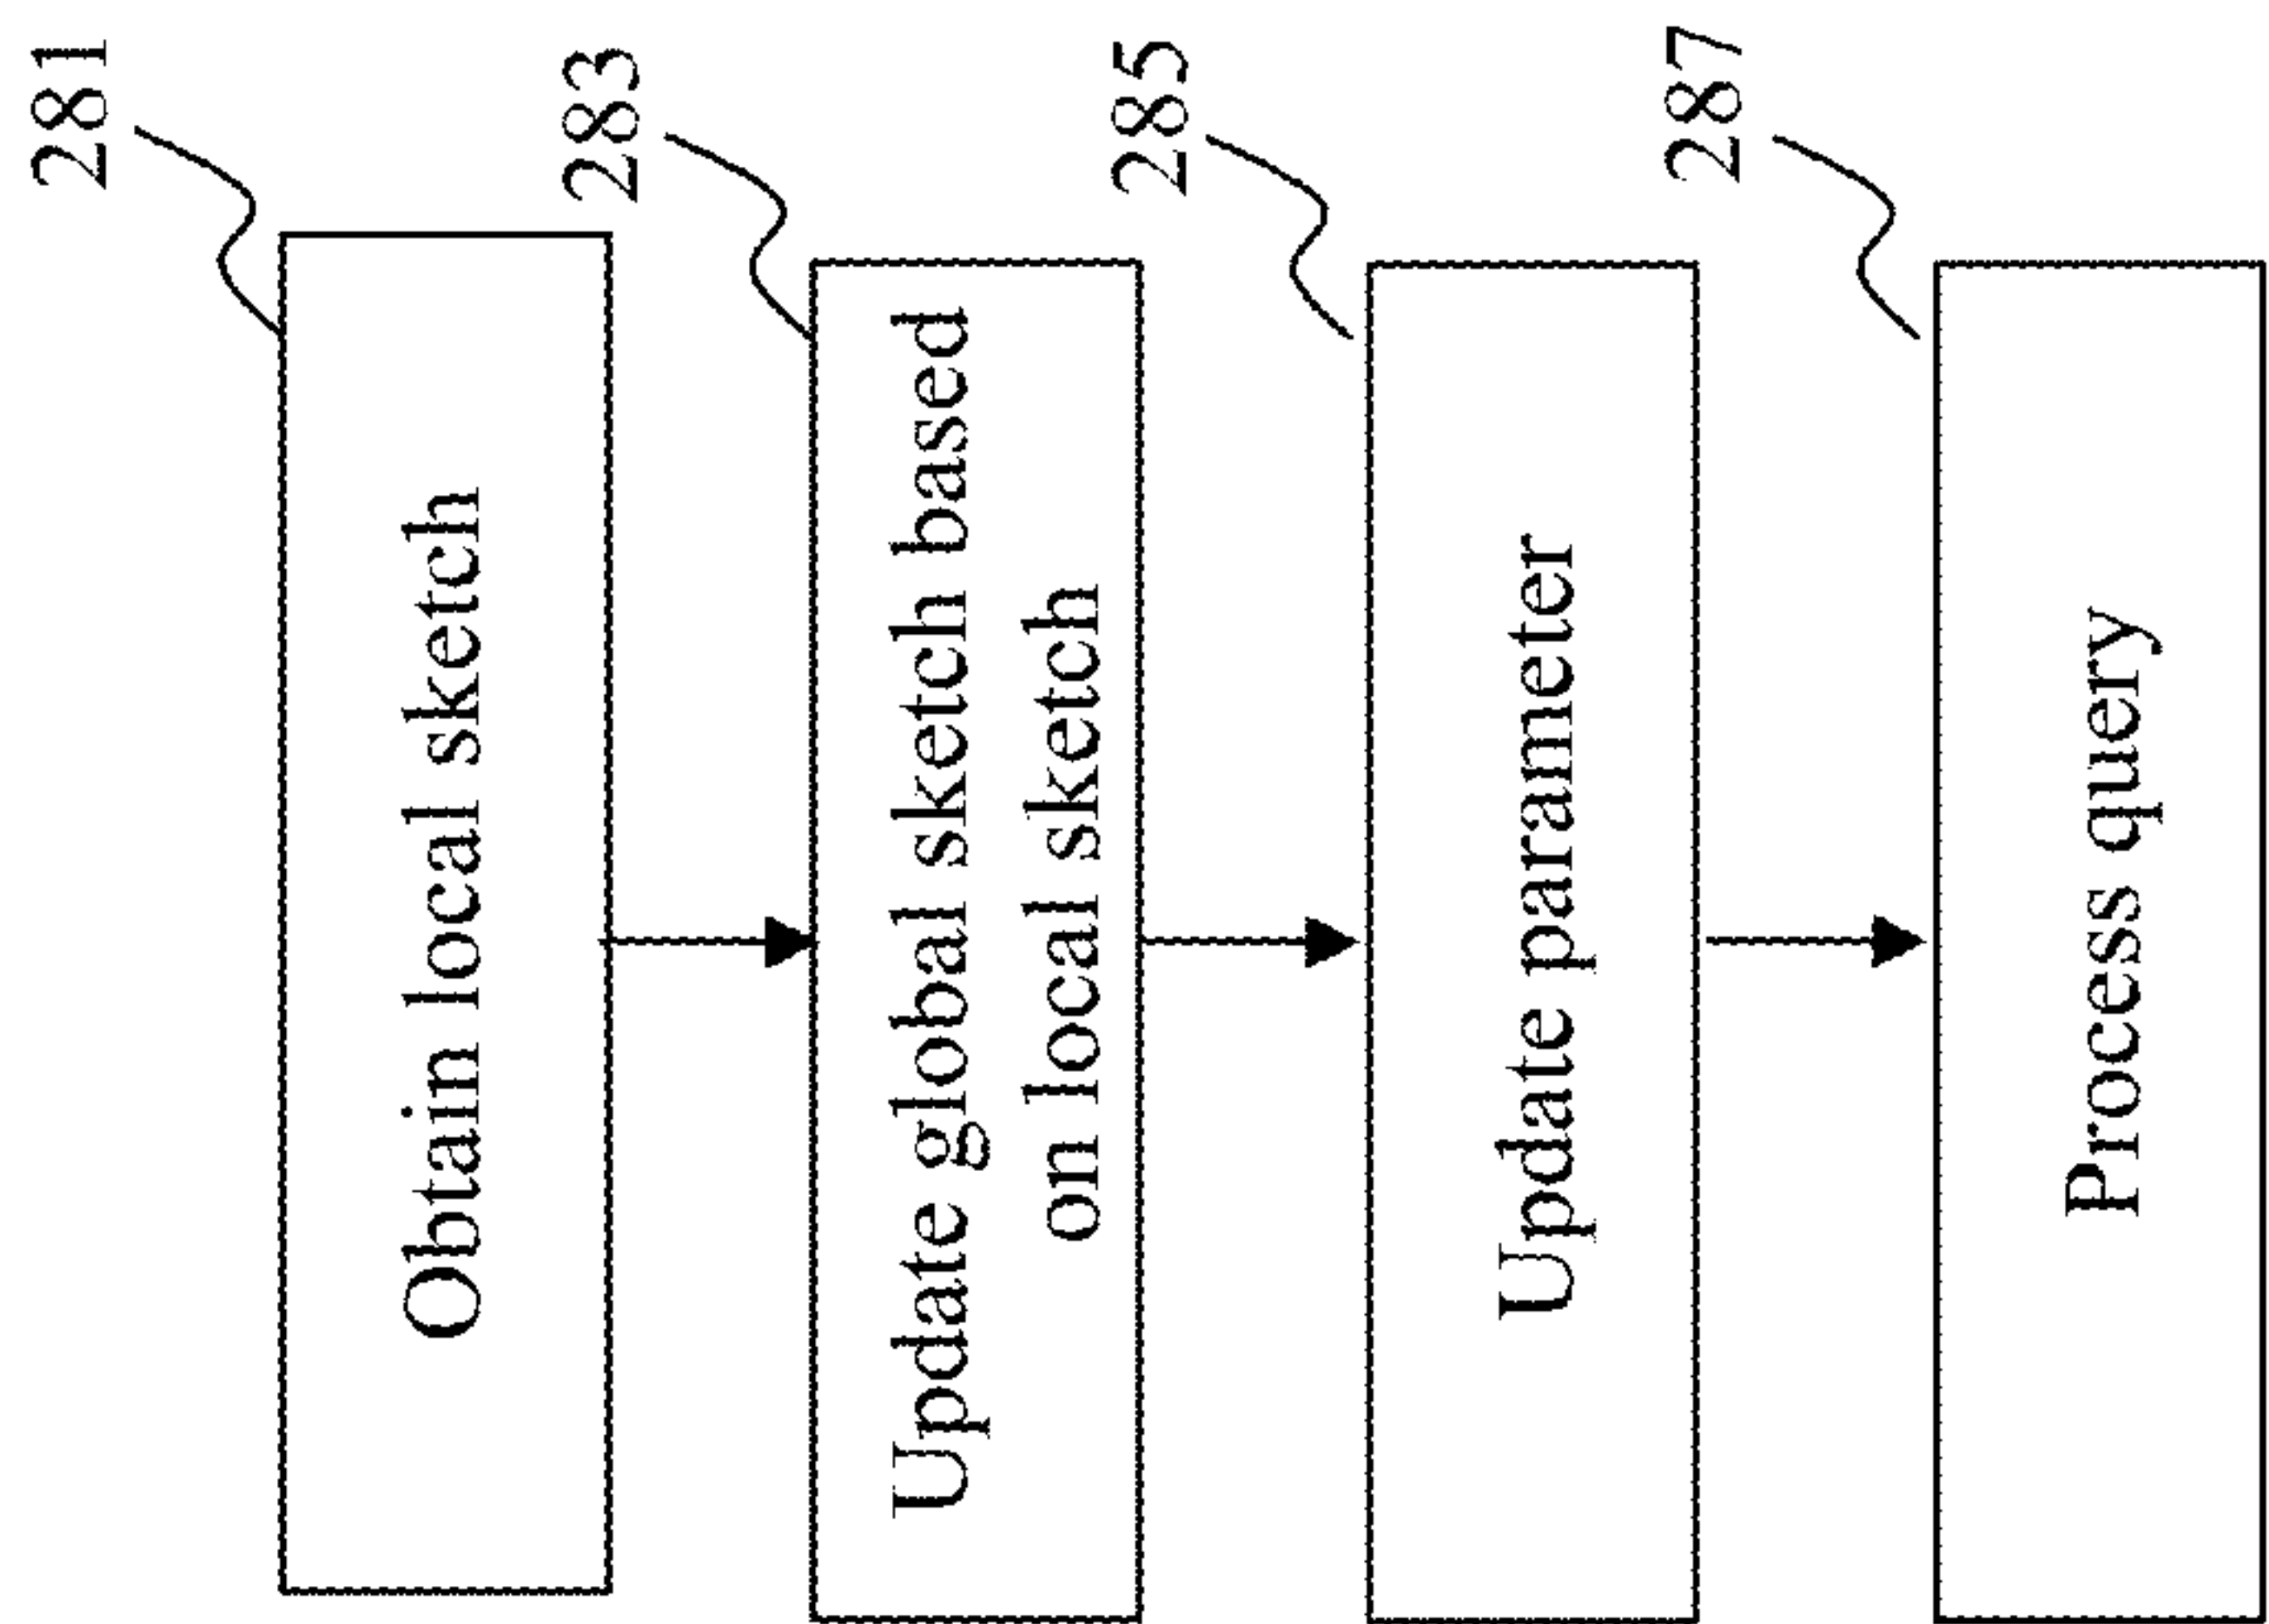 281
Obtain local sketch
283
Update global sketch based
on local sketch
285
Update parameter
287
Process query